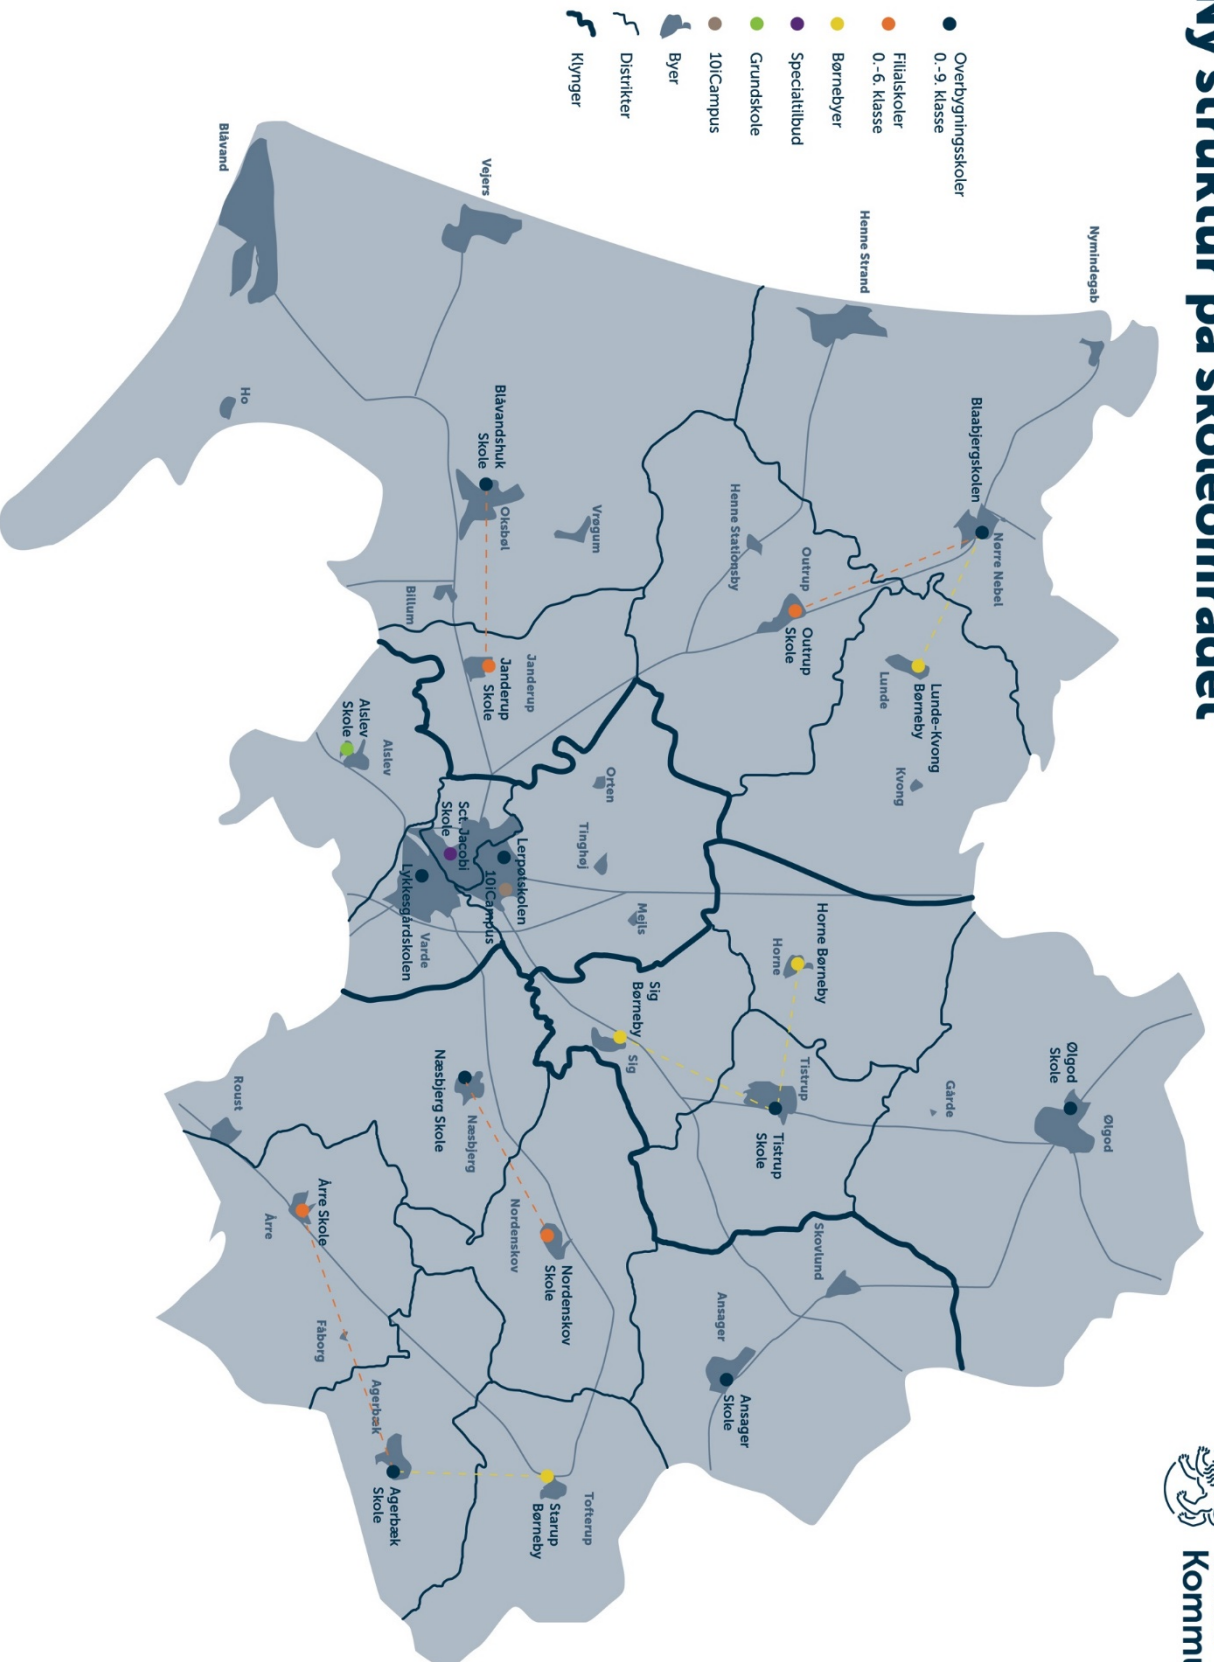 Ny struktur på skoleområdet
Kommu
Overbygningsskoler
0.-9. klasse
Filialskoler
0.-6. klasse
Børnebyer
Specialtilbud
Grundskole
10iCampus
Byer
Distrikter
Klynger
Nymindegab
Blaabjergskolen
Nørre Nebel
Lunde-Kvong
Børneby
Lunde
Kvong
Henne Strand
Henne Stationsby
Outrup
Outrup
Skole
Ølgod
Skole
Ølgod
Gårde
Horne Børneby
Horne
Tistrup
Tistrup
Skole
Skovlund
Ansager
Ansager
Skole
Sig
Børneby
Sig
Mejls
Tinghøj
Orten
Vrøgum
Vejers
Blåvandshuk
Skole
Oksbøl
Janderup
Janderup
Skole
Billum
Blåvand
Ho
Alslev
Alslev
Skole
Lerpøtskolen
10iCampus
Sct. Jacobi
Skole
Lykkesgårdskolen
Varde
Næsbjerg
Næsbjerg Skole
Nordenskov
Nordenskov
Skole
Tofterup
Starup
Børneby
Agerbæk
Agerbæk
Skole
Fåborg
Årre Skole
Årre
Roust